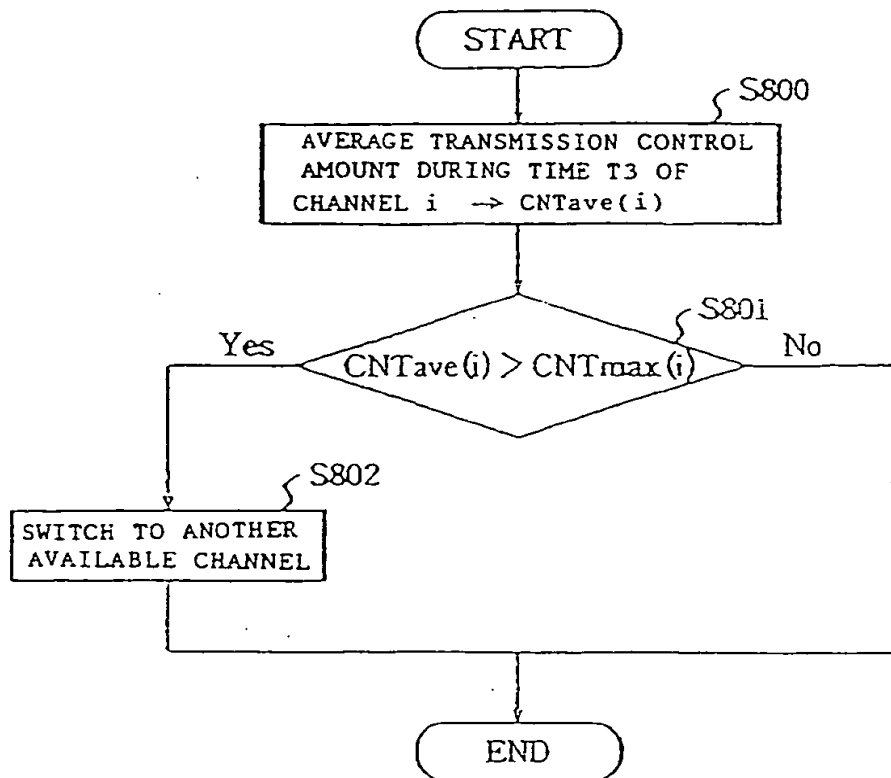 START
S800
AVERAGE TRANSMISSION CONTROL
AMOUNT DURING TIME T3 OF
CHANNEL i → CNTave(i)
S801
Yes
CNTave(i) > CNTmax(i)
No
S802
SWITCH TO ANOTHER
AVAILABLE CHANNEL
END